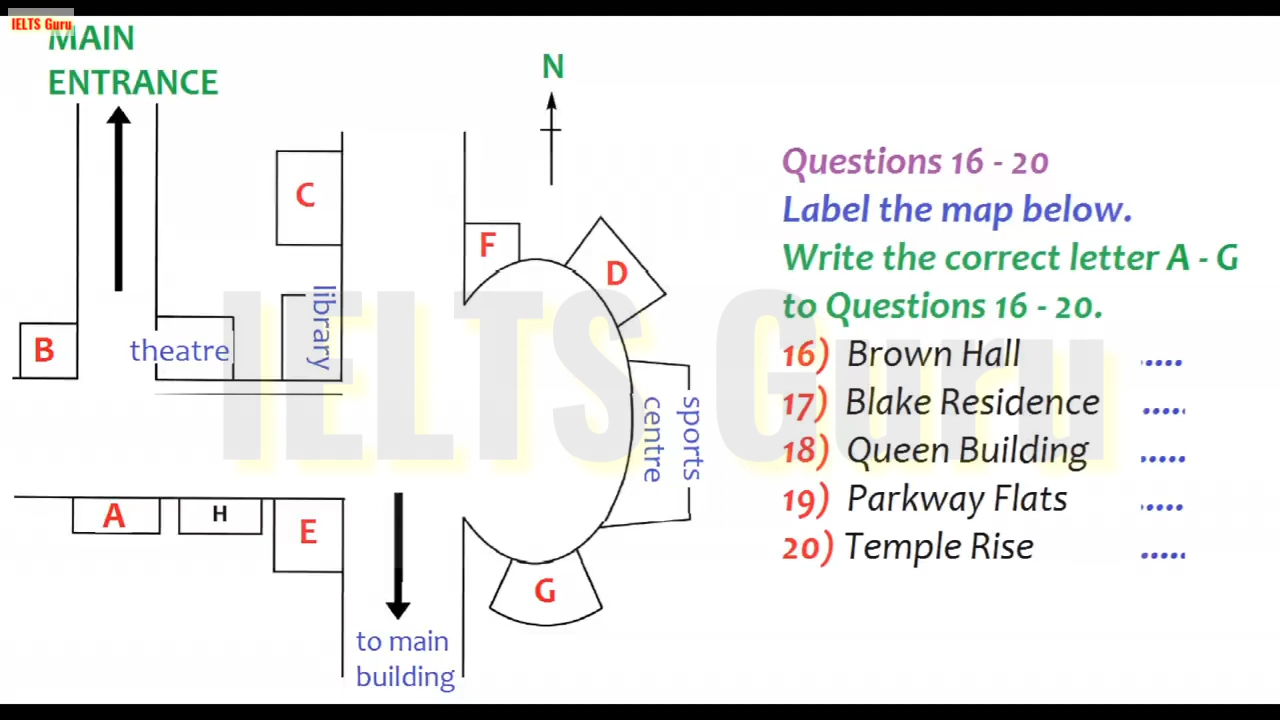 IELTS Guru
MAIN
ENTRANCE
N
C
F
D
library
B
theatre
sports
centre
A
H
E
G
to main
building
IELTS Guru
Questions 16 - 20
Label the map below.
Write the correct letter A - G
to Questions 16 - 20.
16) Brown Hall .....
17) Blake Residence .....
18) Queen Building .....
19) Parkway Flats .....
20) Temple Rise .....